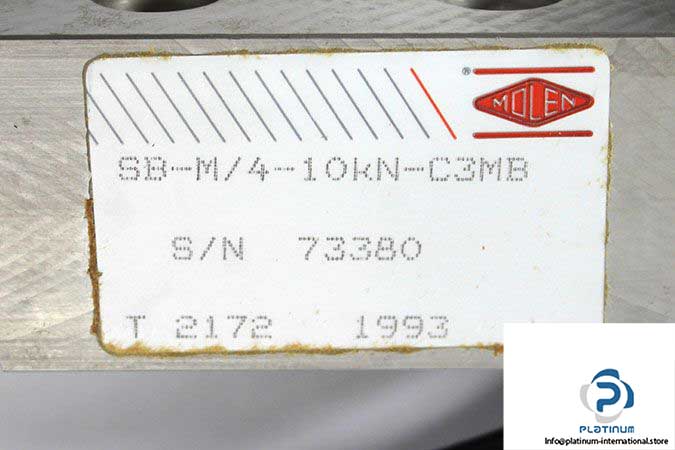 ® MOLEN
SB-M/4-10kN-C3MB
S/N 73380
T 2172 1993
PLATINUM
Info@platinum-international.store